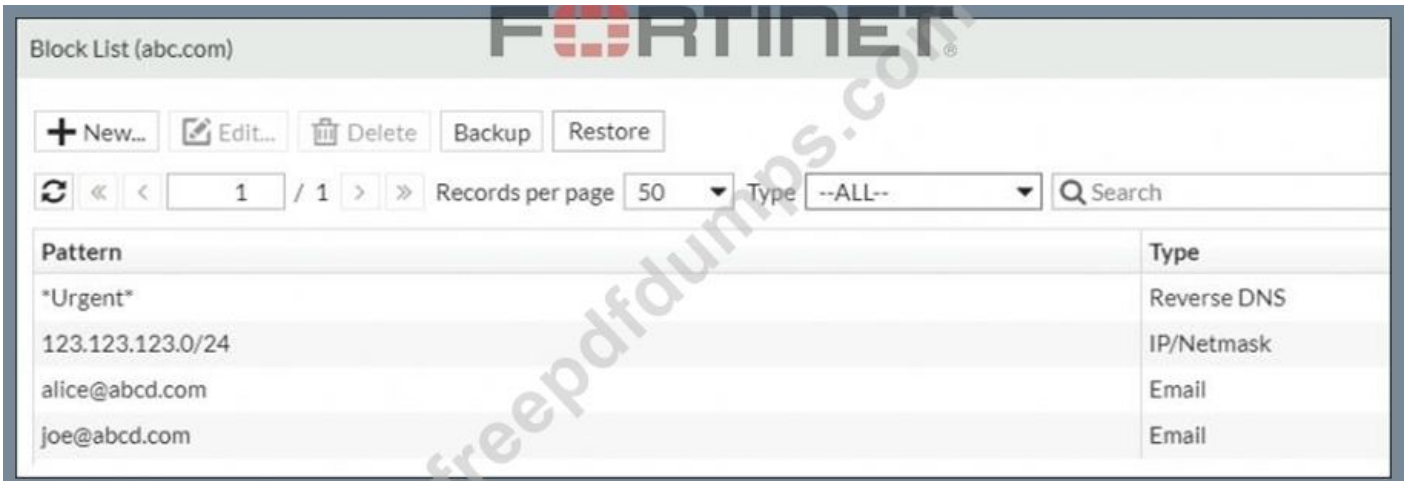 FORTINET®
Block List (abc.com)
New... Edit... Delete Backup Restore
1 / 1 Records per page 50 Type --ALL-- Search
Pattern Type
*Urgent* Reverse DNS
123.123.123.0/24 IP/Netmask
alice@abcd.com Email
joe@abcd.com Email
freepdfdumps.com